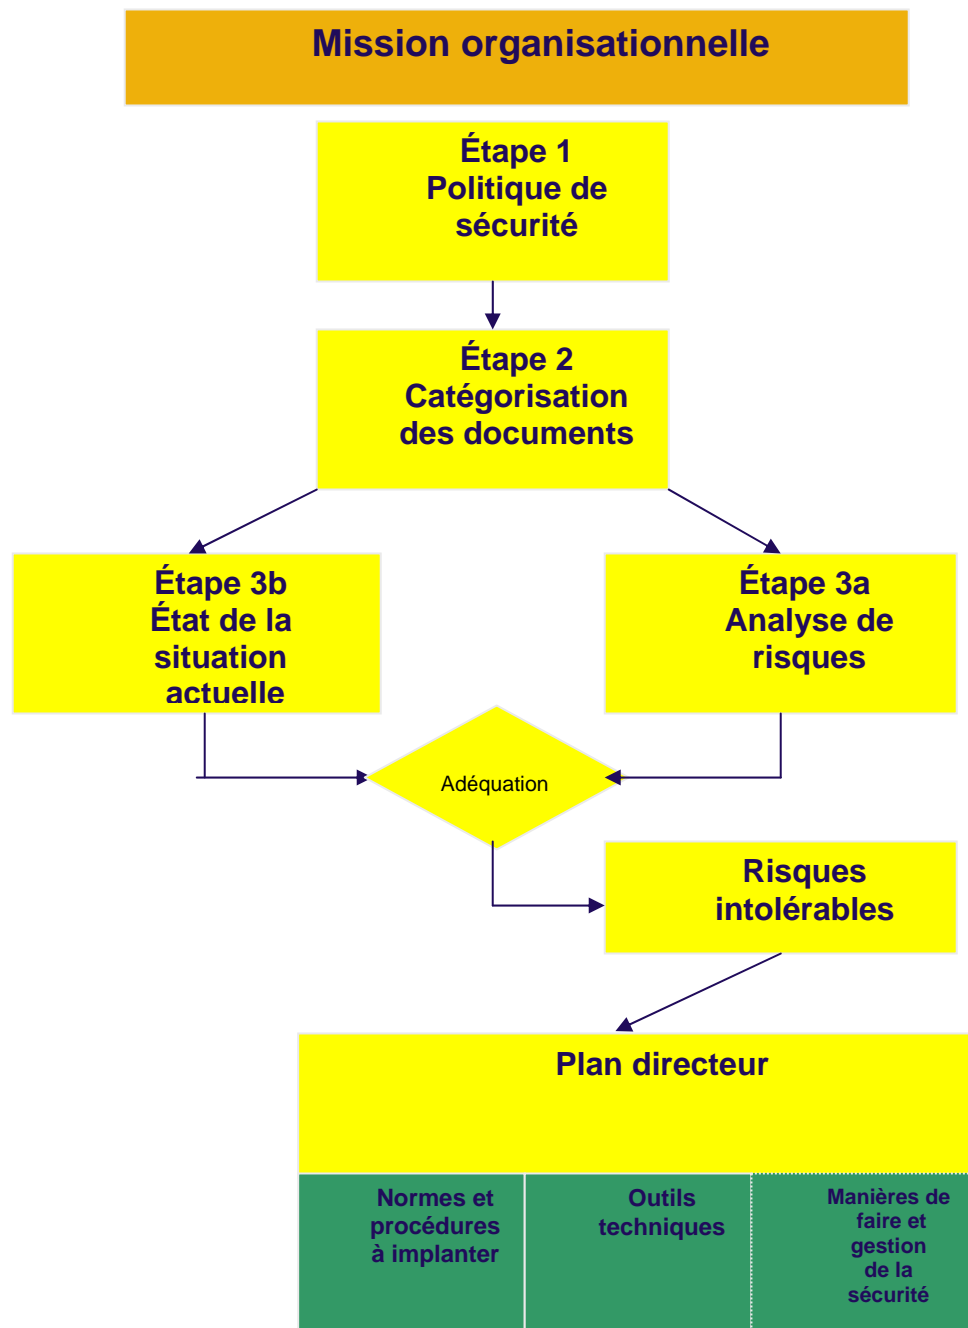 Mission organisationnelle
Étape 1
Politique de
sécurité
Étape 2
Catégorisation
des documents
Étape 3b
État de la
situation
actuelle
Étape 3a
Analyse de
risques
Adéquation
Risques
intolérables
Plan directeur
Normes et
procédures
à implanter
Outils
techniques
Manières de
faire et
gestion
de la
sécurité